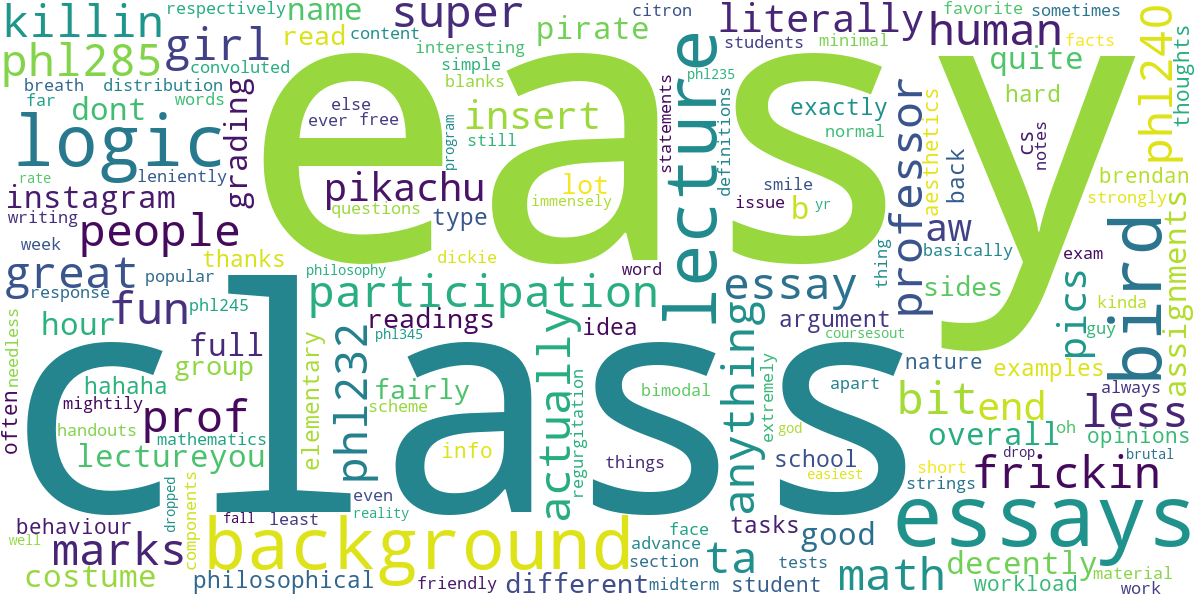 killin
respectively
name
super
citron
literally
favorite
sometimes
phl285
girl
read
content
pirate
students
minimal
human
facts
phl240
convoluted
interesting
simple
phl235
quite
thoughts
breath
distribution
blanks
else
easy
exactly
hard
far
words
ever free
insert
lecture
statements
definitions
normal
professor
aesthetics
cs
notes
dont
grading
still
program
logic
leniently
rate
pikachu
lot
immensely
smile
issue
b
yr
back
brendan
strongly
instagram
questions
type
aw
bird
writing
people
basically
exam
week
thanks
dickie
thing
great
popular
philosophy
word
essay
sides
pics
kinda
assignments
response
phl245
participation
guy
needless
fun
hour
readings
phl345
idea
argument
coursesout
full
group
elementary
phl232
actually
anything
nature
examples
hahaha
fairly
bimodal
extremely
apart
always
often
mightily
prof
scheme
regurgitation
class
bit
end
less
handouts
mathematics
god
overall
oh
opinions
lectureyou
info
things
school
easiest
drop
brutal
short
strings
frickin
dropped
components
even
reality
fall
least
behaviour
background
face
tasks
good
essays
well
marks
advance
section
ta
tests
decently
material
costume
philosophical
friendly
different
midterm
student
math
workload
work